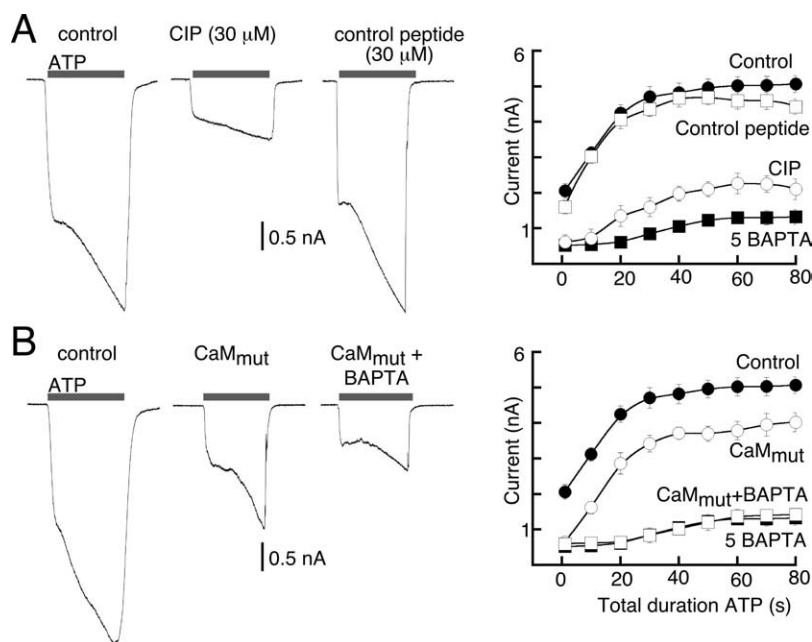 A
control
CIP (30 μM)
control peptide
(30 μM)
ATP
0.5 nA
6
Current (nA)
1
Control
Control peptide
CIP
5 BAPTA
0 20 40 60 80
B
control
CaMmut
CaMmut +
BAPTA
ATP
0.5 nA
6
Current (nA)
1
Control
CaMmut
CaMmut+BAPTA
5 BAPTA
0 20 40 60 80
Total duration ATP (s)